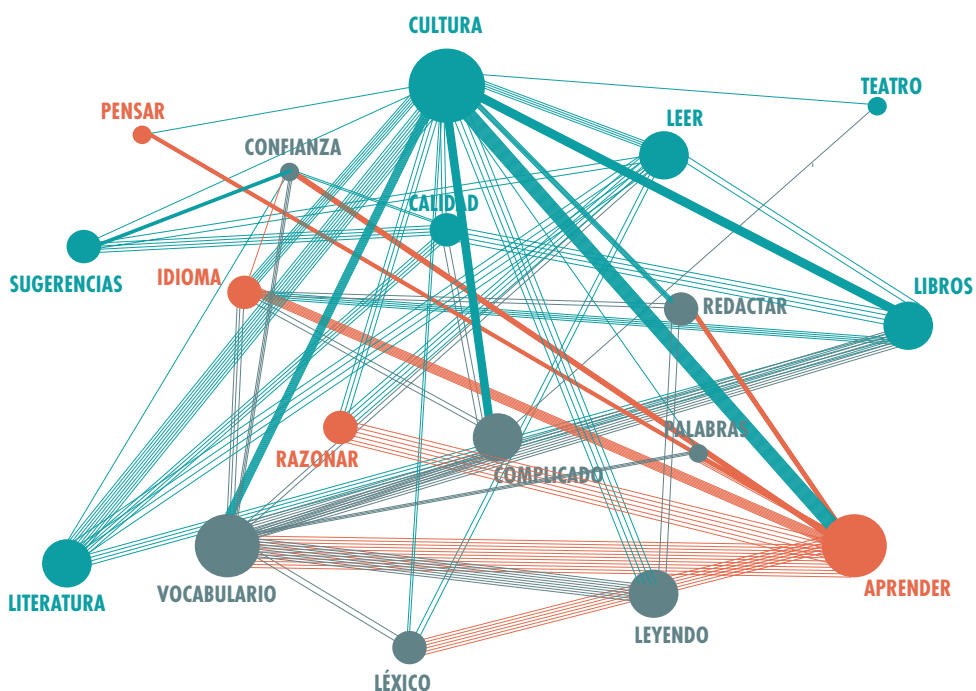 CULTURA
TEATRO
PENSAR
LEER
CONFIANZA
CALIDAD
SUGERENCIAS
IDIOMA
LIBROS
REDACTAR
PALABRAS
RAZONAR
COMPLICADO
VOCABULARIO
APRENDER
LITERATURA
LEYENDO
LÉXICO